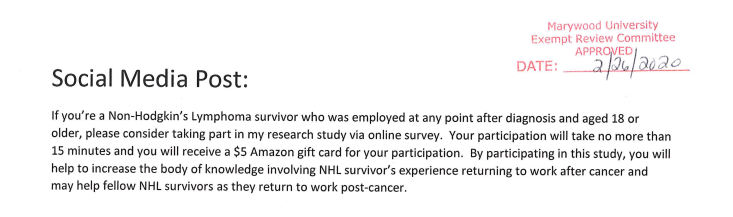 Marywood University
Exempt Review Committee
APPROVED
DATE: 2/26/2020
Social Media Post:
If you're a Non-Hodgkin's Lymphoma survivor who was employed at any point after diagnosis and aged 18 or
older, please consider taking part in my research study via online survey.  Your participation will take no more than
15 minutes and you will receive a $5 Amazon gift card for your participation.  By participating in this study, you will
help to increase the body of knowledge involving NHL survivor's experience returning to work after cancer and
may help fellow NHL survivors as they return to work post-cancer.